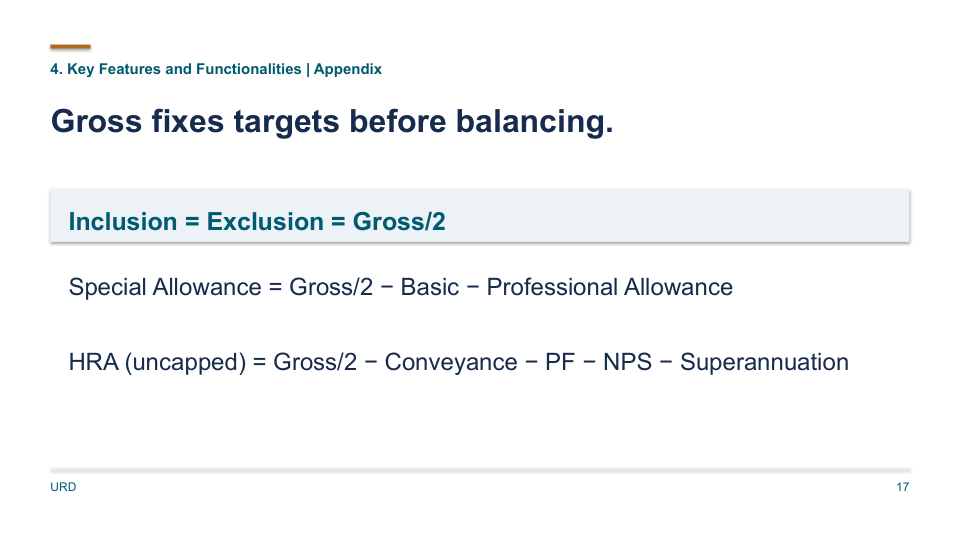 4. Key Features and Functionalities | Appendix
Gross fixes targets before balancing.
Inclusion = Exclusion = Gross/2
Special Allowance = Gross/2 − Basic − Professional Allowance
HRA (uncapped) = Gross/2 − Conveyance − PF − NPS − Superannuation
URD
17